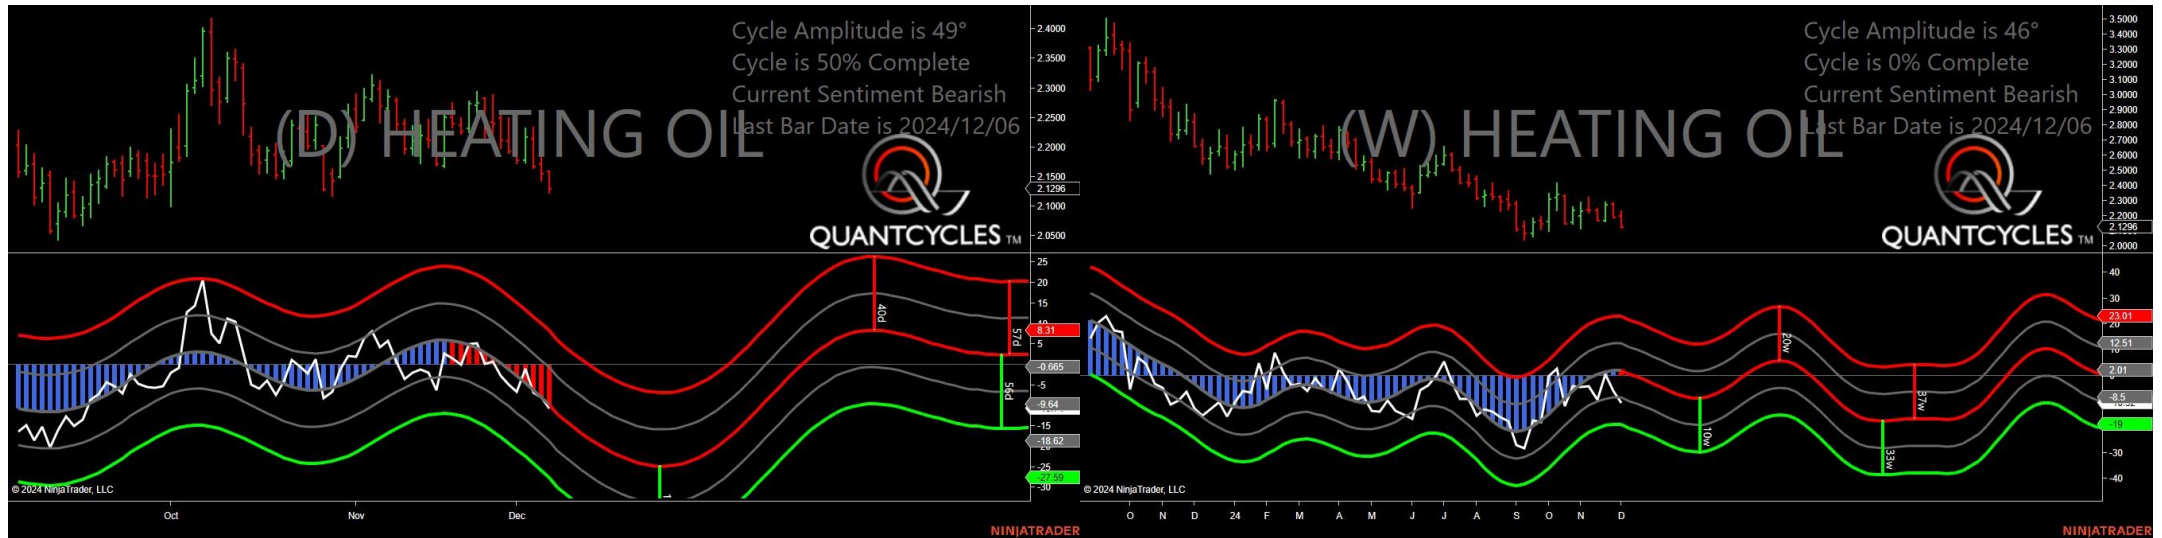 Cycle Amplitude is 49°
Cycle is 50% Complete
Current Sentiment Bearish
Last Bar Date is 2024/12/06
(D) HEATING OIL
QUANTCYCLES TM
2.4000
2.3500
2.3000
2.2500
2.2000
2.1500
2.1296
2.1000
2.0500
25
20
15
8.31
5
-0.665
-5
-9.64
-15
-18.62
-25
-27.59
-30
40d
57d
56d
© 2024 NinjaTrader, LLC
Oct Nov Dec
NINJATRADER
Cycle Amplitude is 46°
Cycle is 0% Complete
Current Sentiment Bearish
Last Bar Date is 2024/12/06
(W) HEATING OIL
QUANTCYCLES TM
3.5000
3.4000
3.3000
3.2000
3.1000
3.0000
2.9000
2.8000
2.7000
2.6000
2.5000
2.4000
2.3000
2.2000
2.1296
2.0000
40
30
23.01
20
12.51
2.01
-8.5
-19
-30
-40
20w
37w
10w
33w
© 2024 NinjaTrader, LLC
O N D 24 F M A M J J A S O N D
NINJATRADER